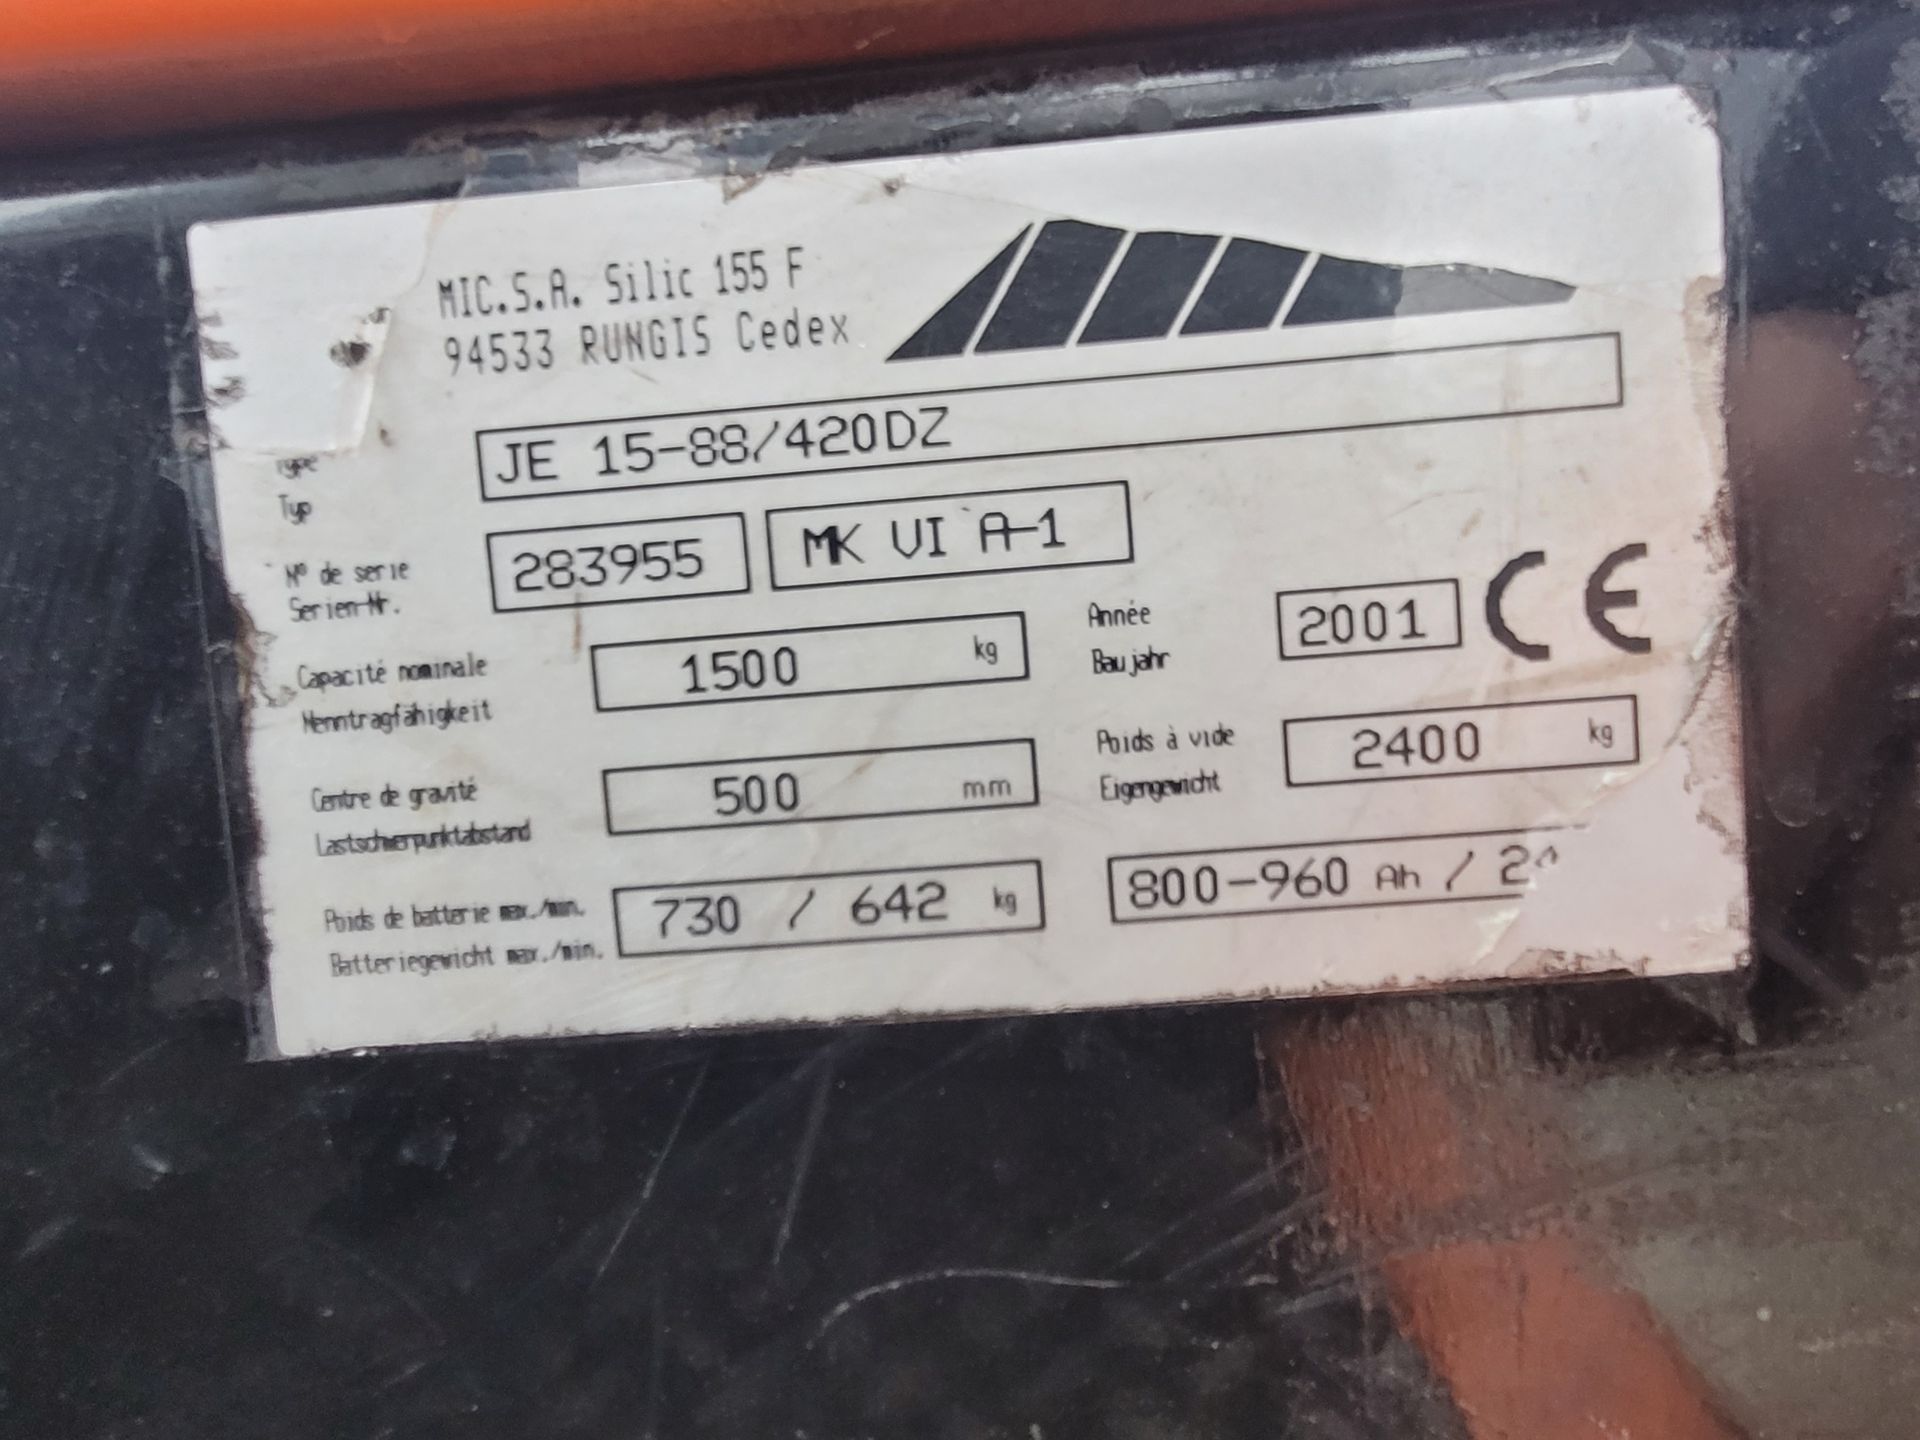 MIC.S.A. Silic 155 F
94533 RUNGIS Cedex
Type JE 15-88/420DZ
Typ
N° de serie 283955 MK VI A-1
Serien-Nr.
Capacité nominale 1500 kg Année 2001 CE
Nenntragfähigkeit Baujahr
Centre de gravité 500 mm Poids à vide 2400 kg
Lastschwerpunktabstand Eigengewicht
Poids de batterie max./min. 730 / 642 kg 800-960 Ah /
Batteriegewicht max./min.